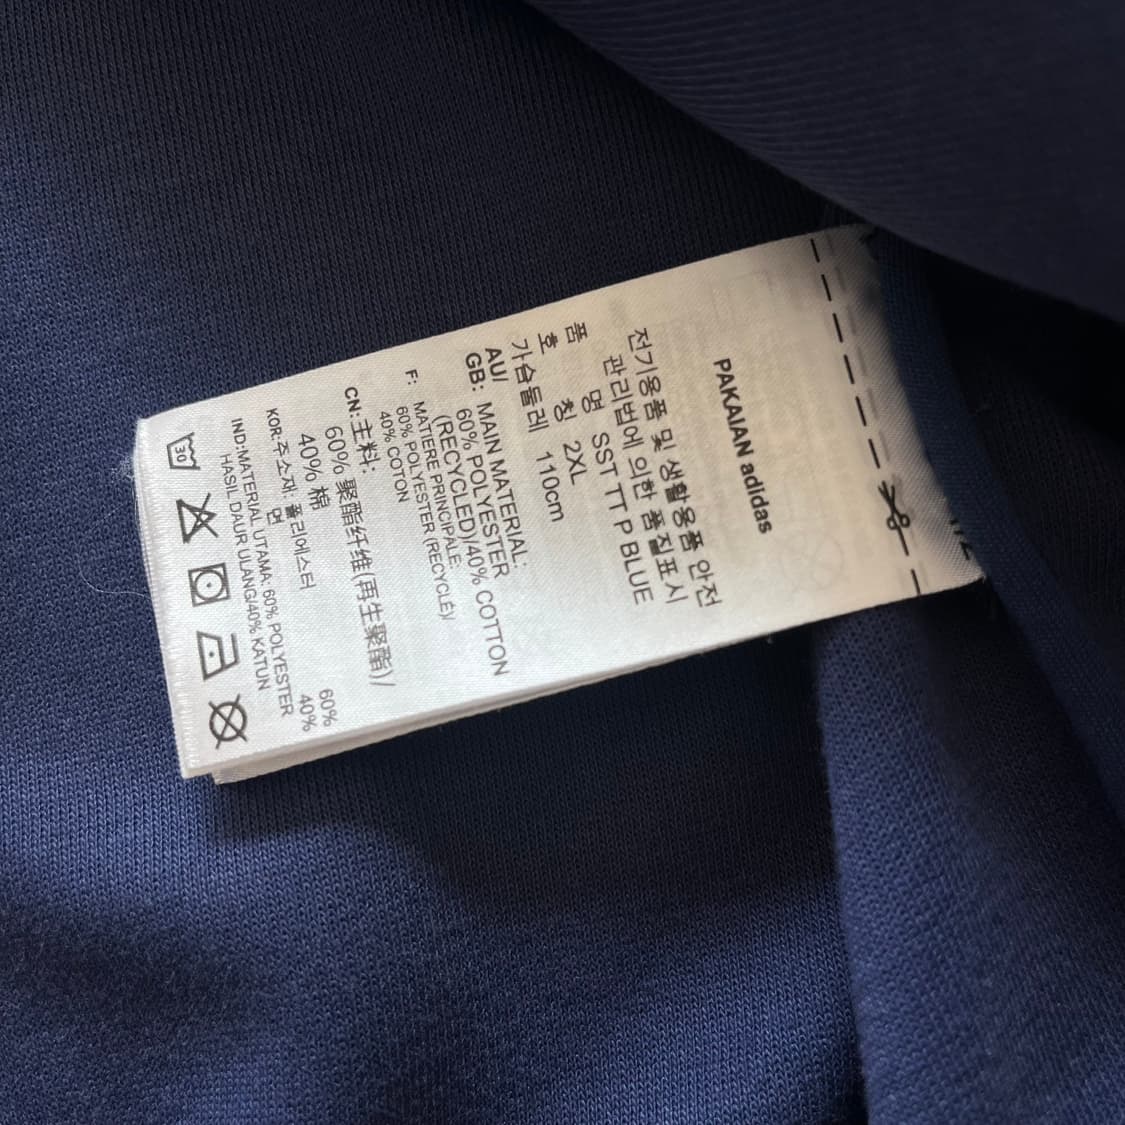 PAKAIAN adidas
전기용품 및 생활용품 안전
관리법에 의한 품질표시
품 명 SST TT P BLUE
호 칭 2XL
가슴둘레 110cm
AU/
GB: MAIN MATERIAL:
60% POLYESTER
(RECYCLED)/40% COTTON
F: MATIERE PRINCIPALE:
60% POLYESTER (RECYCLÉ)/
40% COTON
CN:主料:
60% 聚酯纤维(再生聚酯)/
40% 棉
KOR:주소재: 폴리에스터 60%
면 40%
IND:MATERIAL UTAMA: 60% POLYESTER
HASIL DAUR ULANG/40% KATUN
30